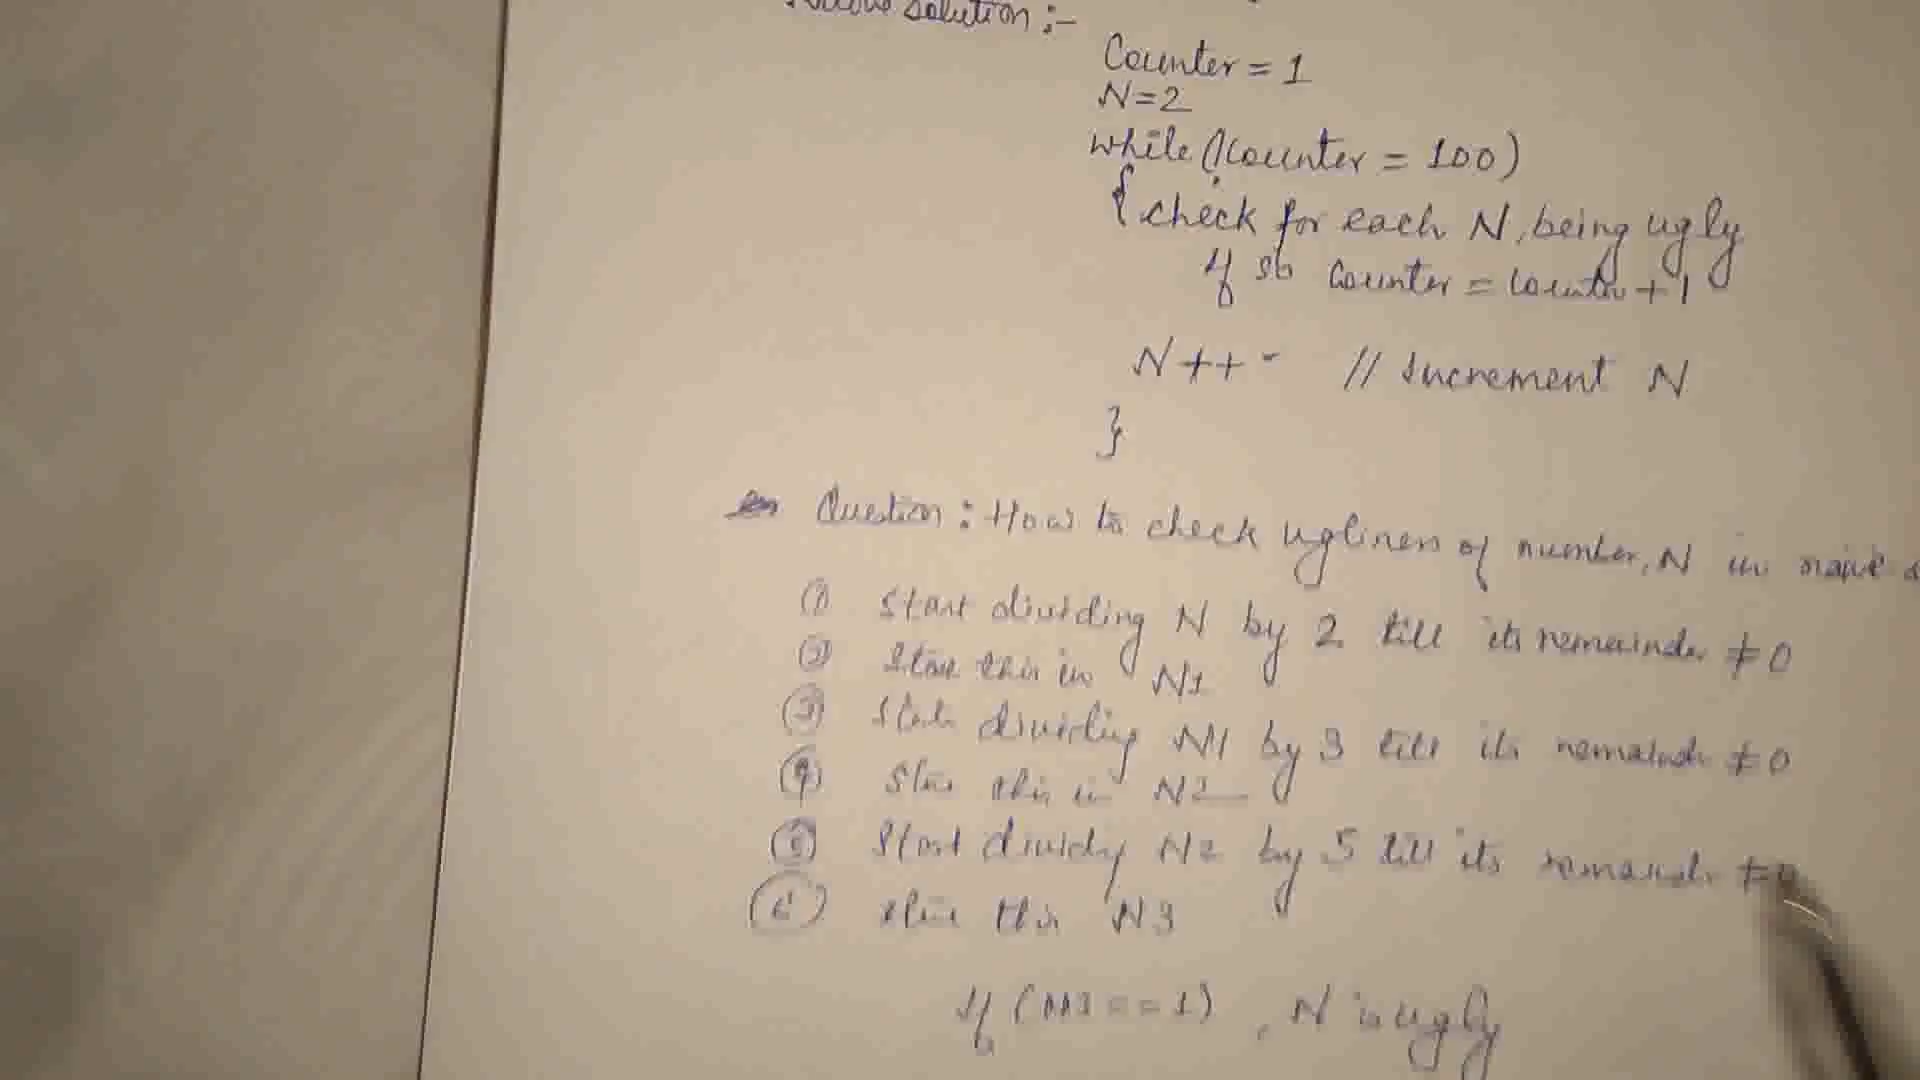 solution :-
Counter = 1
N=2
while (!Counter = 100)
{ check for each N, being ugly
if so Counter = Counter + 1
N++ // Increment N
}
Question : How to check ugliness of number, N in naive
(1) Start dividing N by 2 till its remainder ≠0
(2) Store this in N1
(3) Start dividing N1 by 3 till its remainder ≠0
(4) Store this in N2
(5) Start dividing N2 by 5 till its remainder ≠0
(6) store this N3
if (N3 == 1), N is ugly